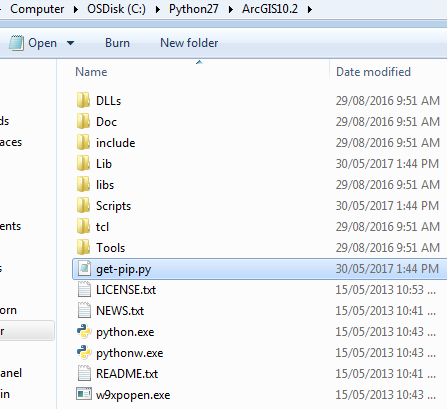 Computer ▸ OSDisk (C:) ▸ Python27 ▸ ArcGIS10.2 ▸
Open Burn New folder
Name Date modified
DLLs 29/08/2016 9:51 AM
Doc 29/08/2016 9:51 AM
include 29/08/2016 9:51 AM
Lib 30/05/2017 1:44 PM
libs 29/08/2016 9:51 AM
Scripts 30/05/2017 1:44 PM
tcl 29/08/2016 9:51 AM
Tools 29/08/2016 9:51 AM
get-pip.py 30/05/2017 1:44 PM
LICENSE.txt 15/05/2013 10:53 ...
NEWS.txt 15/05/2013 10:41 ...
python.exe 15/05/2013 10:43 ...
pythonw.exe 15/05/2013 10:43 ...
README.txt 15/05/2013 10:41 ...
w9xpopen.exe 15/05/2013 10:43 ...
ds
aces
ents
s
orn
r
anel
in